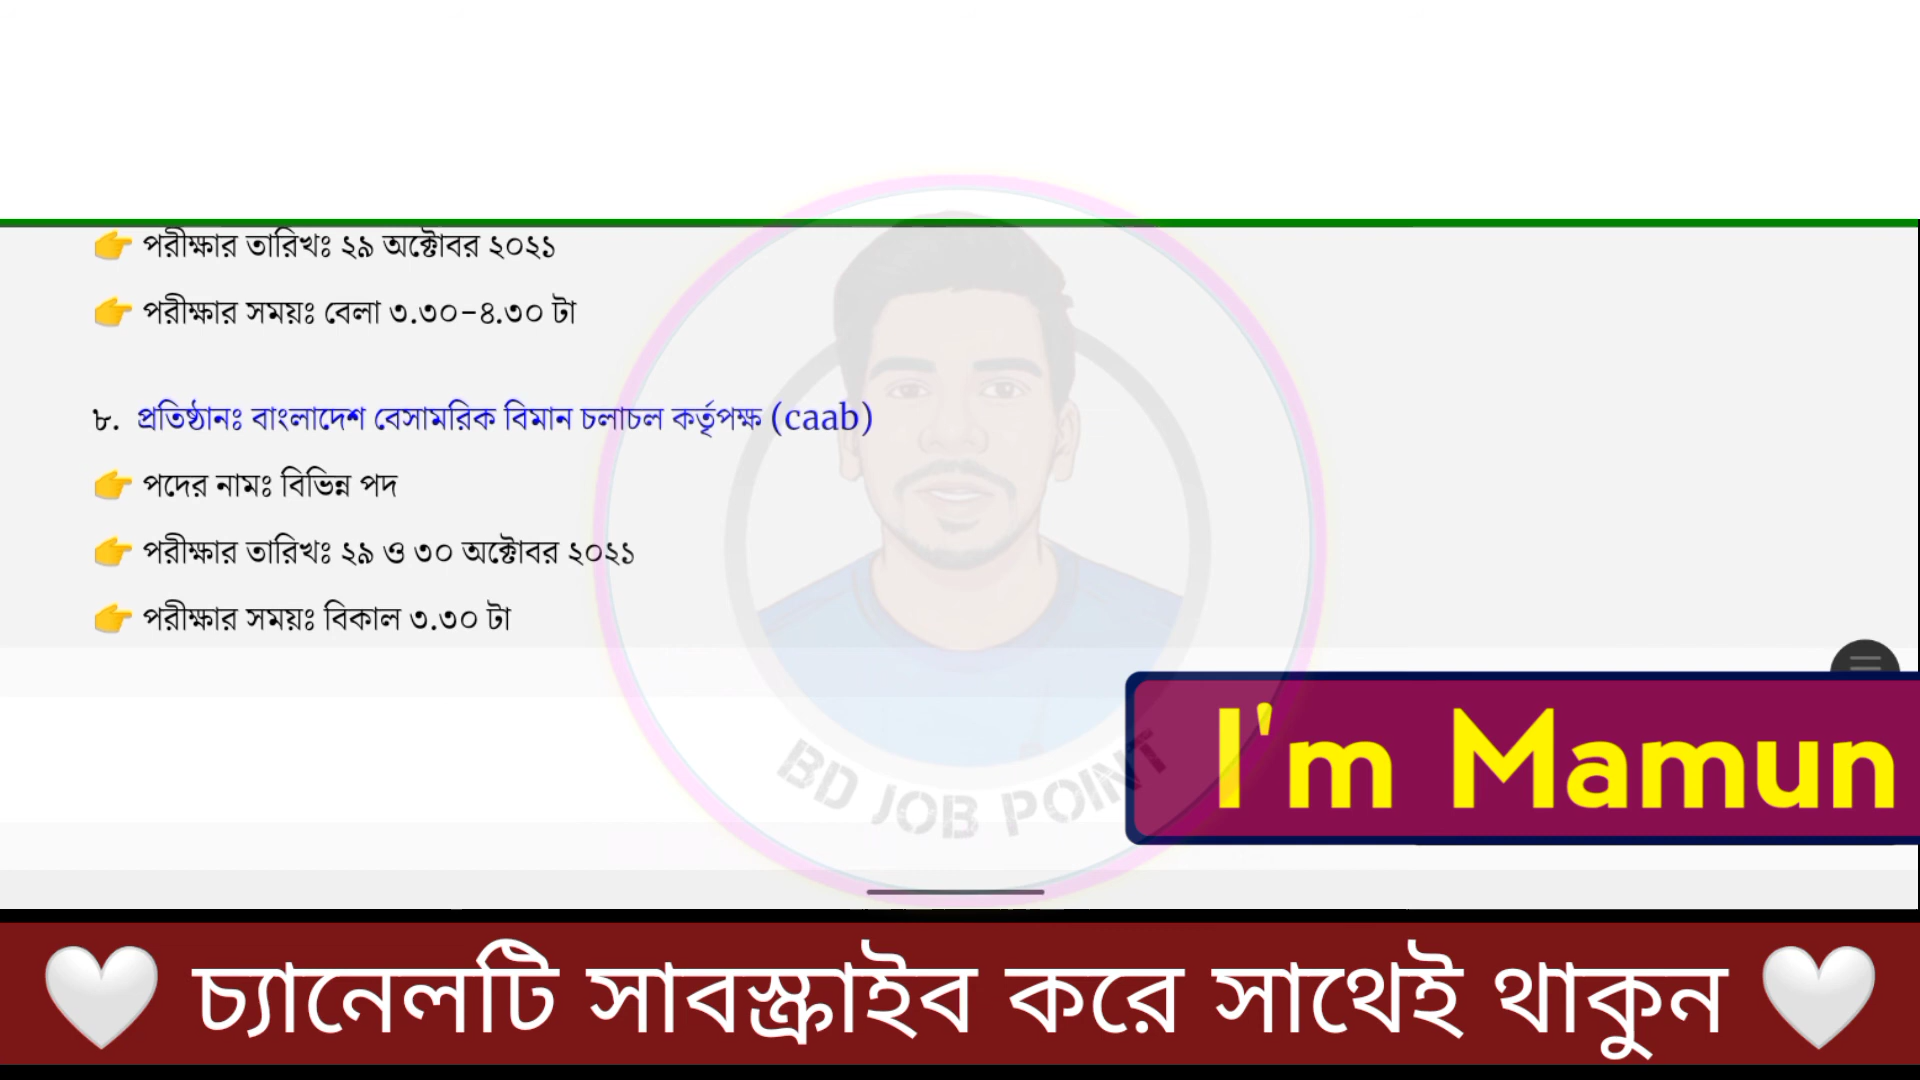 👉 পরীক্ষার তারিখঃ ২৯ অক্টোবর ২০২১
👉 পরীক্ষার সময়ঃ বেলা ৩.৩০-৪.৩০ টা
৮. প্রতিষ্ঠানঃ বাংলাদেশ বেসামরিক বিমান চলাচল কর্তৃপক্ষ (caab)
👉 পদের নামঃ বিভিন্ন পদ
👉 পরীক্ষার তারিখঃ ২৯ ও ৩০ অক্টোবর ২০২১
👉 পরীক্ষার সময়ঃ বিকাল ৩.৩০ টা
I'm Mamun
BD JOB POINT
🤍 চ্যানেলটি সাবস্ক্রাইব করে সাথেই থাকুন 🤍